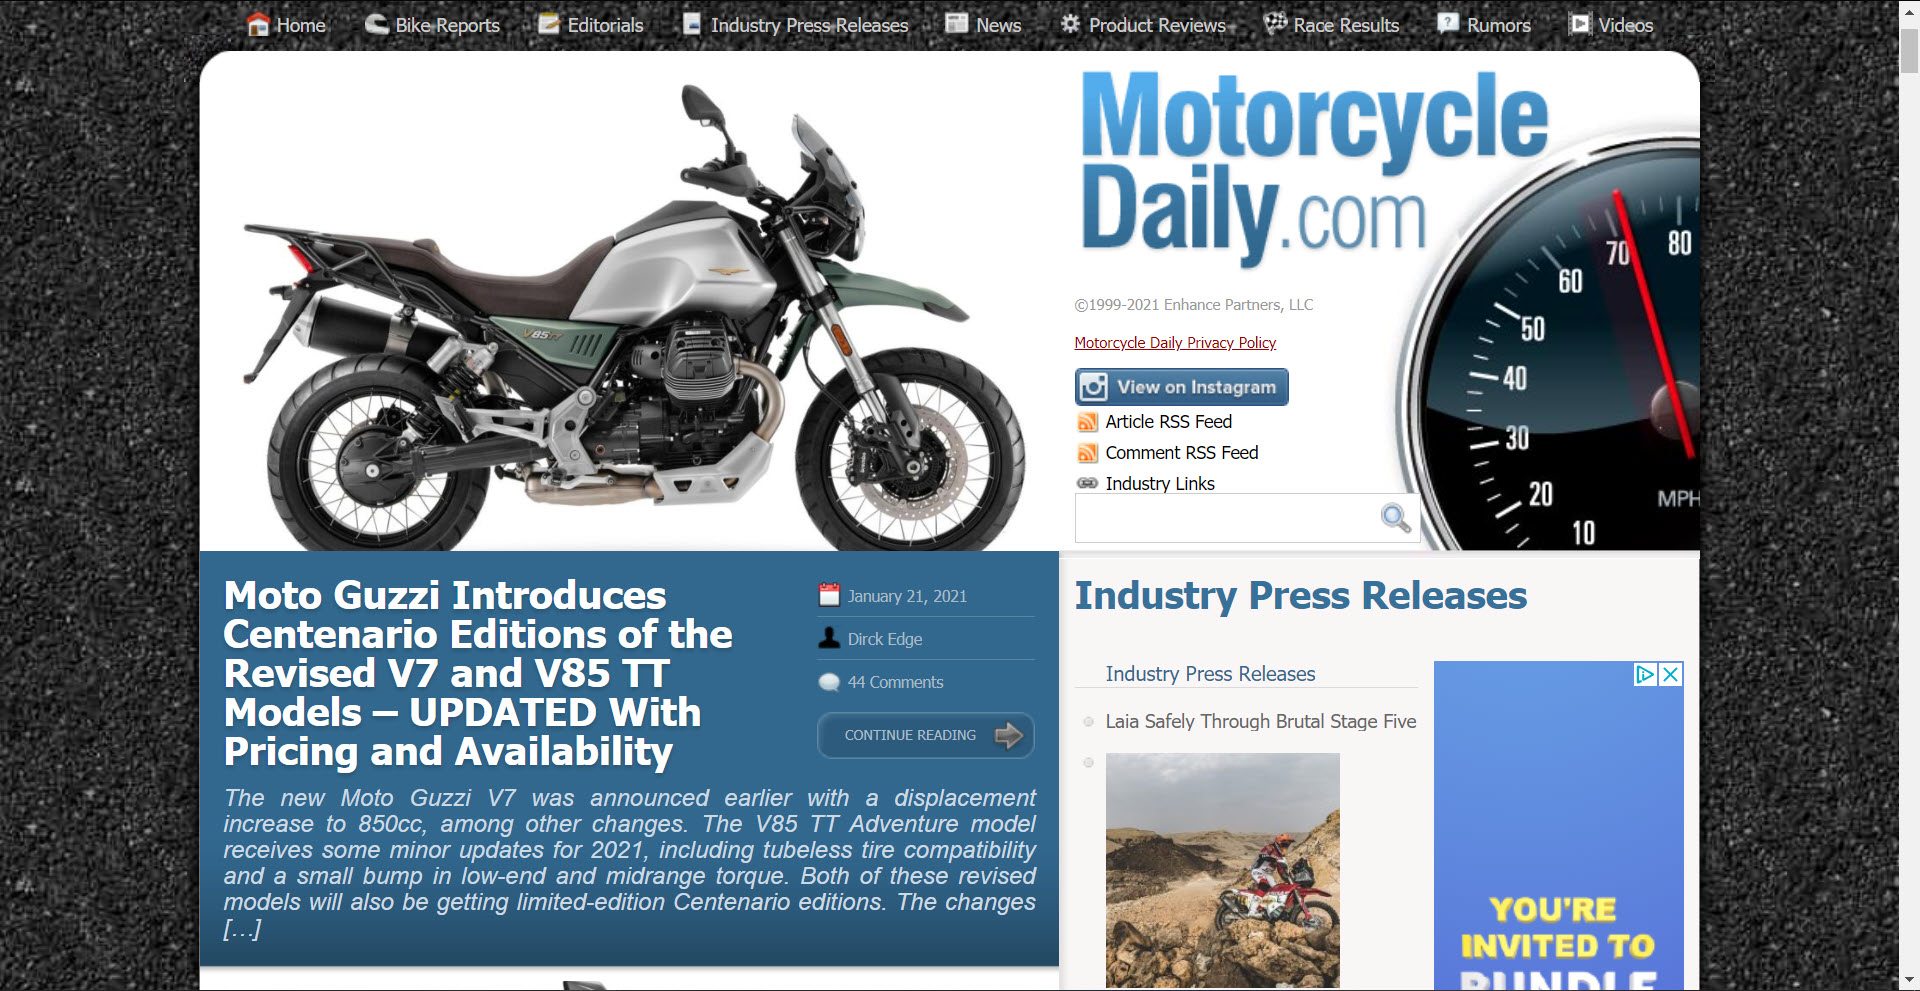 Home
Bike Reports
Editorials
Industry Press Releases
News
Product Reviews
Race Results
Rumors
Videos
Motorcycle
Daily.com
©1999-2021 Enhance Partners, LLC
Motorcycle Daily Privacy Policy
View on Instagram
Article RSS Feed
Comment RSS Feed
Industry Links
80
70
60
50
40
30
20
10
MPH
V85TT
Moto Guzzi Introduces
Centenario Editions of the
Revised V7 and V85 TT
Models – UPDATED With
Pricing and Availability
January 21, 2021
Dirck Edge
44 Comments
CONTINUE READING
The new Moto Guzzi V7 was announced earlier with a displacement
increase to 850cc, among other changes. The V85 TT Adventure model
receives some minor updates for 2021, including tubeless tire compatibility
and a small bump in low-end and midrange torque. Both of these revised
models will also be getting limited-edition Centenario editions. The changes
[…]
Industry Press Releases
Industry Press Releases
Laia Safely Through Brutal Stage Five
YOU'RE
INVITED TO
BUNDLE